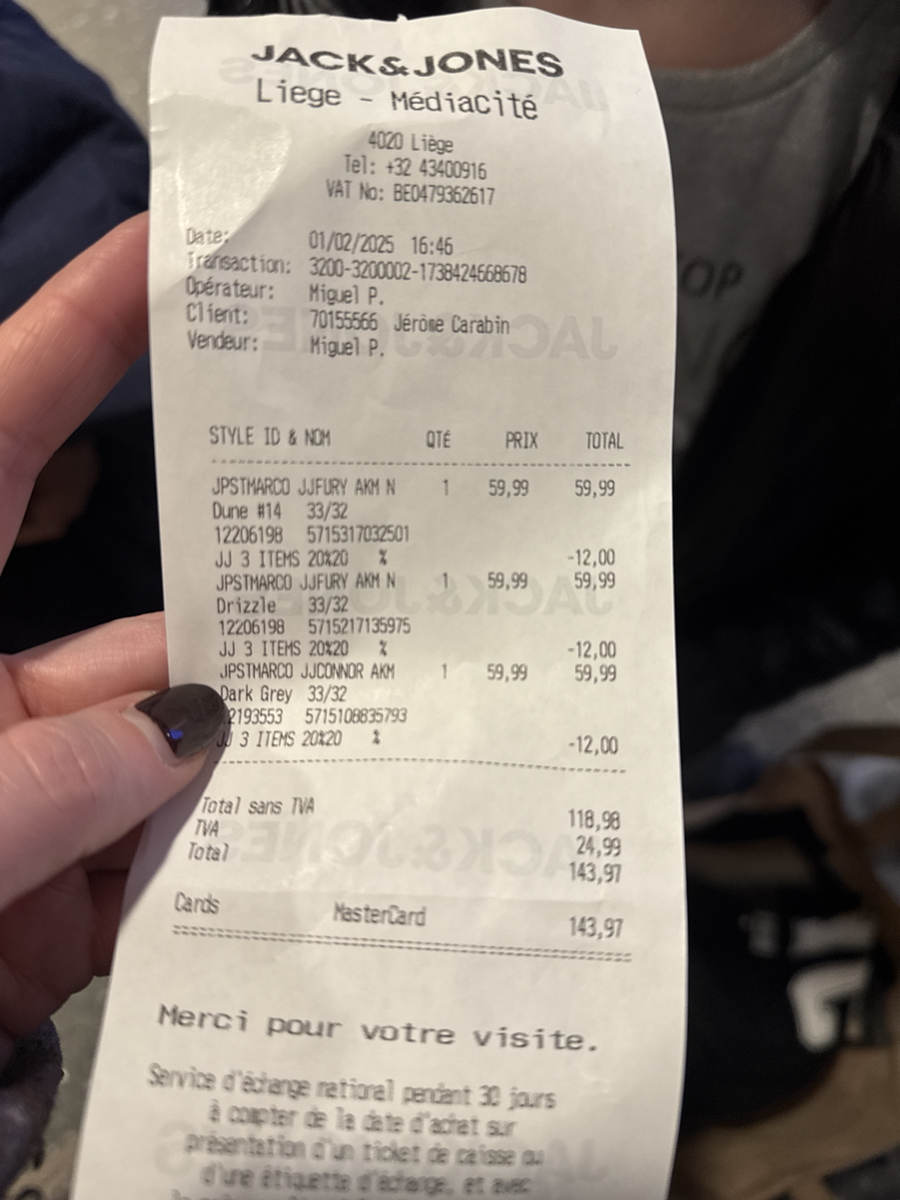 JACK&JONES
Liege - Médiacité
4020 Liège
Tel: +32 43400916
VAT No: BE0479362617
Date: 01/02/2025 16:46
Transaction: 3200-3200002-1738424668678
Opérateur: Miguel P.
Client: 70155566 Jérôme Carabin
Vendeur: Miguel P.
STYLE ID & NOM QTÉ PRIX TOTAL
JPSTMARCO JJFURY AKM N 1 59,99 59,99
Dune #14 33/32
12206198 5715317032501
JJ 3 ITEMS 20%20 % -12,00
JPSTMARCO JJFURY AKM N 1 59,99 59,99
Drizzle 33/32
12206198 5715217135975
JJ 3 ITEMS 20%20 % -12,00
JPSTMARCO JJCONNOR AKM 1 59,99 59,99
Dark Grey 33/32
2193553 5715108835793
JJ 3 ITEMS 20%20 % -12,00
Total sans TVA 118,98
TVA 24,99
Total 143,97
Cards MasterCard 143,97
Merci pour votre visite.
Service d'échange national pendant 30 jours
à compter de la date d'achat sur
présentation d'un ticket de caisse ou
d'une étiquette d'échange, et avec
OP